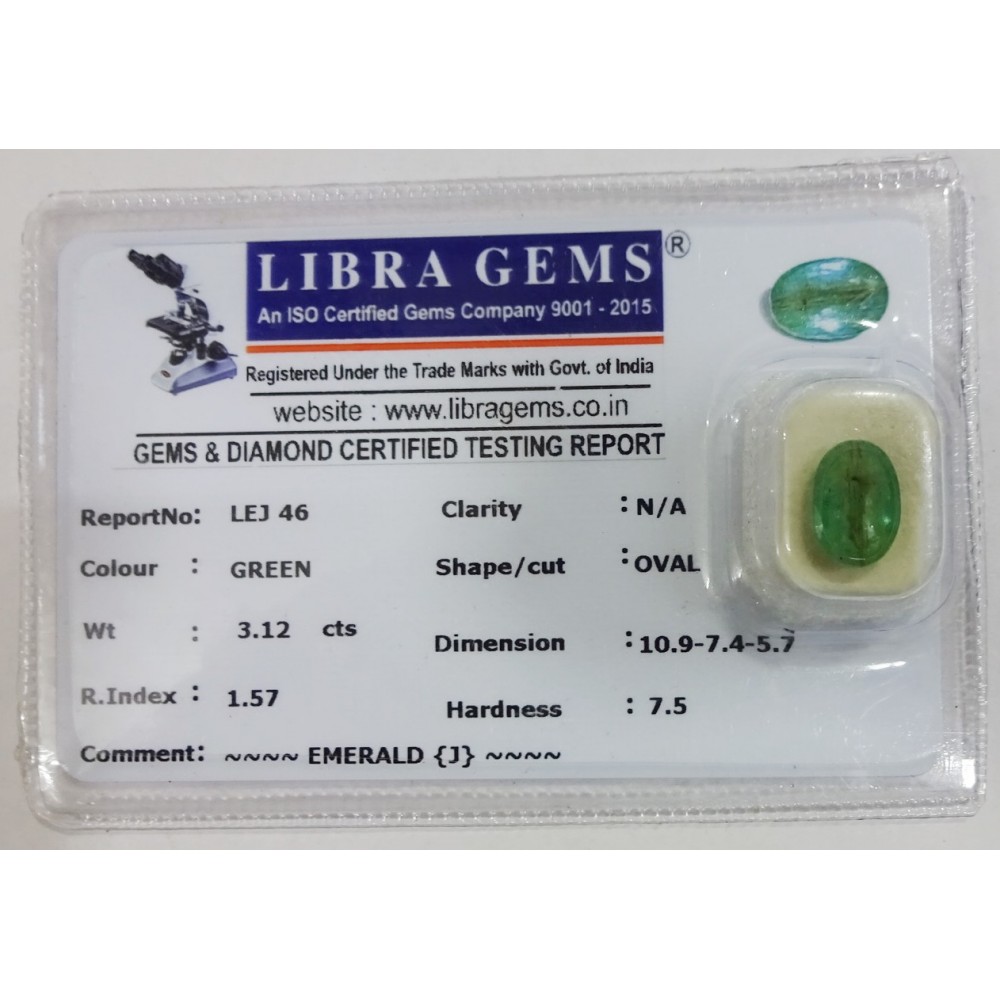 LIBRA GEMS ®
An ISO Certified Gems Company 9001 - 2015
Registered Under the Trade Marks with Govt. of India
website : www.libragems.co.in
GEMS & DIAMOND CERTIFIED TESTING REPORT
ReportNo: LEJ 46 Clarity : N/A
Colour : GREEN Shape/cut : OVAL
Wt : 3.12 cts Dimension : 10.9-7.4-5.7
R.Index : 1.57 Hardness : 7.5
Comment: ~~~~ EMERALD {J} ~~~~